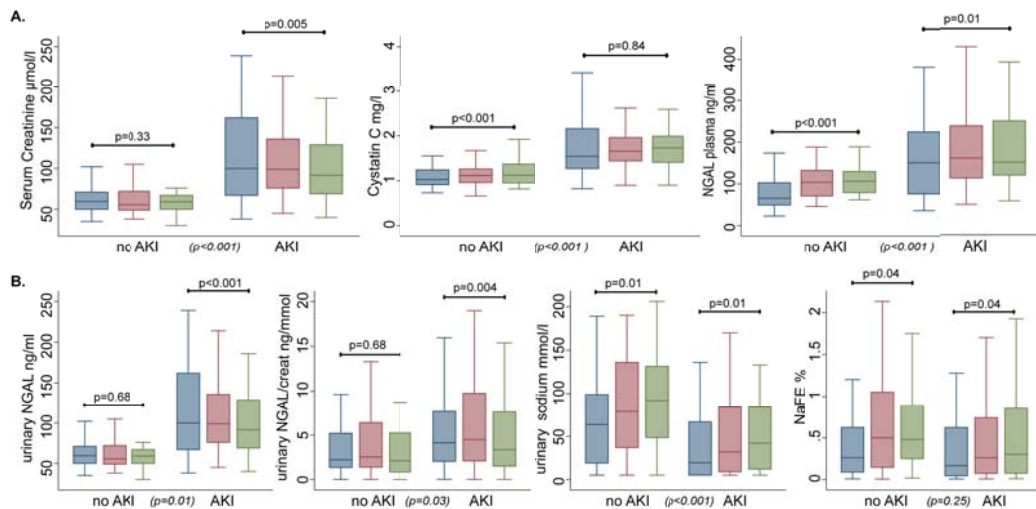 A.
Serum Creatinine µmol/l
250
200
150
100
50
p=0.33
p=0.005
no AKI (p<0.001) AKI
Cystatin C mg/l
4
3
2
1
0
p<0.001
p=0.84
no AKI (p<0.001 ) AKI
NGAL plasma ng/ml
400
300
200
100
0
p<0.001
p=0.01
no AKI (p<0.001 ) AKI
B.
urinary NGAL ng/ml
250
200
150
100
50
p=0.68
p<0.001
no AKI (p=0.01) AKI
urinary NGAL/creat ng/mmol
20
15
10
5
0
p=0.68
p=0.004
no AKI (p=0.03) AKI
urinary sodium mmol/l
200
150
100
50
0
p=0.01
p=0.01
no AKI (p<0.001) AKI
NaFE %
2
1.5
1
.5
0
p=0.04
p=0.04
no AKI (p=0.25) AKI